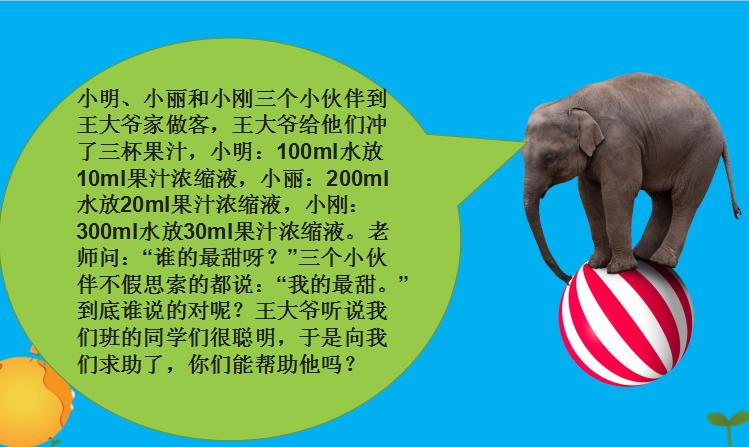 小明、小丽和小刚三个小伙伴到
王大爷家做客，王大爷给他们冲
了三杯果汁，小明：100ml水放
10ml果汁浓缩液，小丽：200ml
水放20ml果汁浓缩液，小刚：
300ml水放30ml果汁浓缩液。老
师问：“谁的最甜呀？”三个小伙
伴不假思索的都说：“我的最甜。”
到底谁说的对呢？王大爷听说我
们班的同学们很聪明，于是向我
们求助了，你们能帮助他吗？